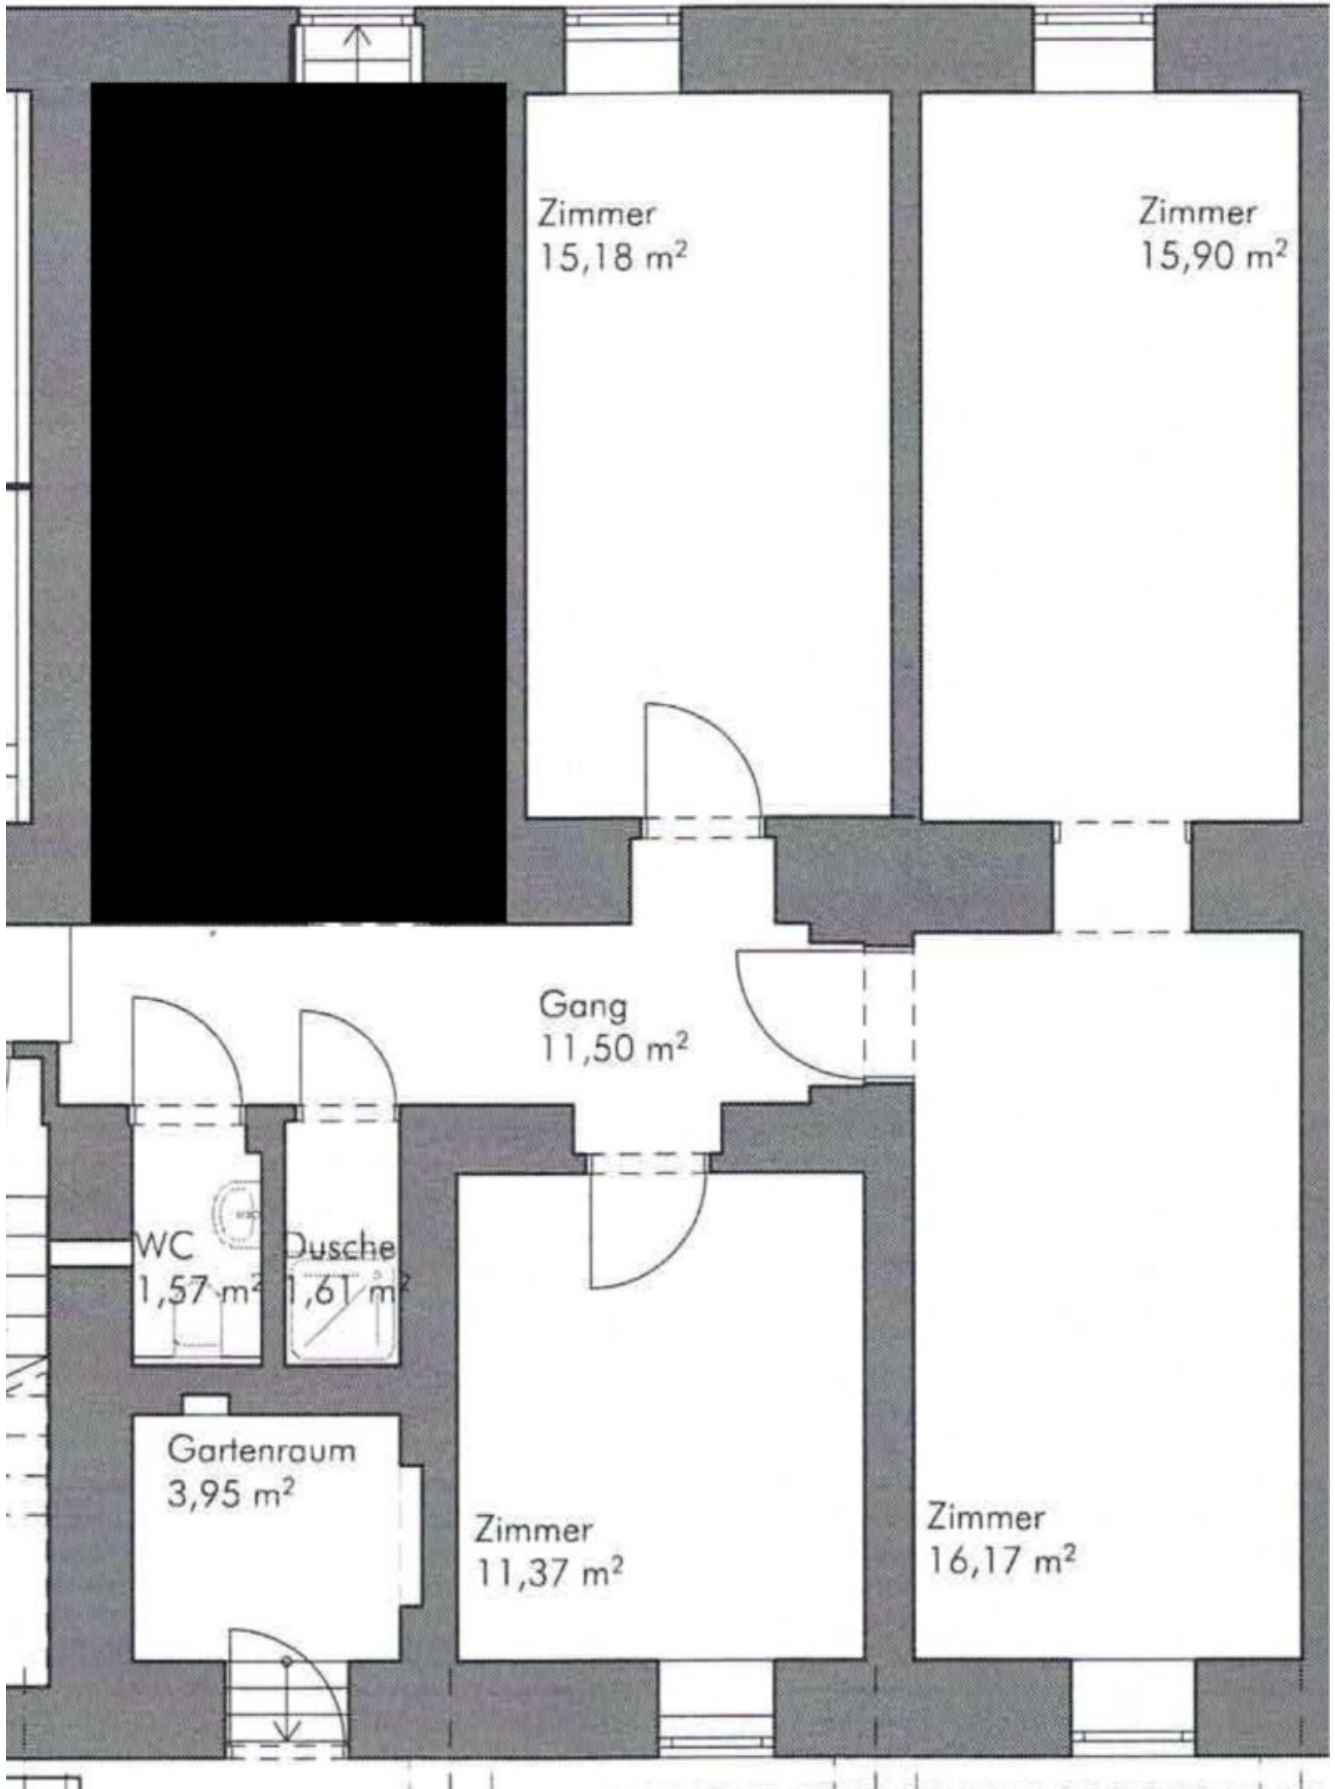 Zimmer
15,18 m²
Zimmer
15,90 m²
Gang
11,50 m²
WC
1,57 m²
Dusche
1,61 m²
Gartenraum
3,95 m²
Zimmer
11,37 m²
Zimmer
16,17 m²